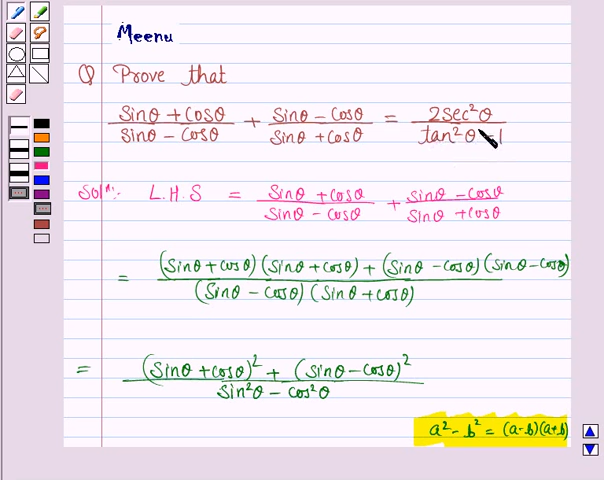 Meenu
Q Prove that
(Sinθ + Cosθ)/(Sinθ − Cosθ) + (Sinθ − Cosθ)/(Sinθ + Cosθ) = 2Sec²θ/(tan²θ − 1)
Solⁿ:- L.H.S = (Sinθ + Cosθ)/(Sinθ − Cosθ) + (Sinθ − Cosθ)/(Sinθ + Cosθ)
= ((Sinθ + Cosθ)(Sinθ + Cosθ) + (Sinθ − Cosθ)(Sinθ − Cosθ))/((Sinθ − Cosθ)(Sinθ + Cosθ))
= ((Sinθ + Cosθ)² + (Sinθ − Cosθ)²)/(Sin²θ − Cos²θ)
a² − b² = (a−b)(a+b)